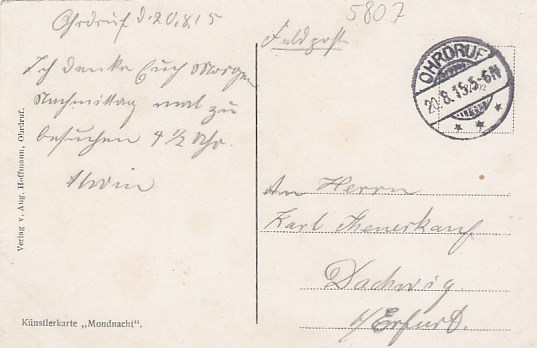 5807
Ohrdruf d. 20.8.15
Ich denke Euch Morgen
Nachmittag mal zu
besuchen 4 1/2 Uhr.
Alwin
Feldpost
OHRDRUF
20.8.15.5-6N
An Herrn
Karl Theuerkauf
Dachwig
b/Erfurt.
Verlag v. Aug. Hoffmann, Ohrdruf.
Künstlerkarte „Mondnacht".